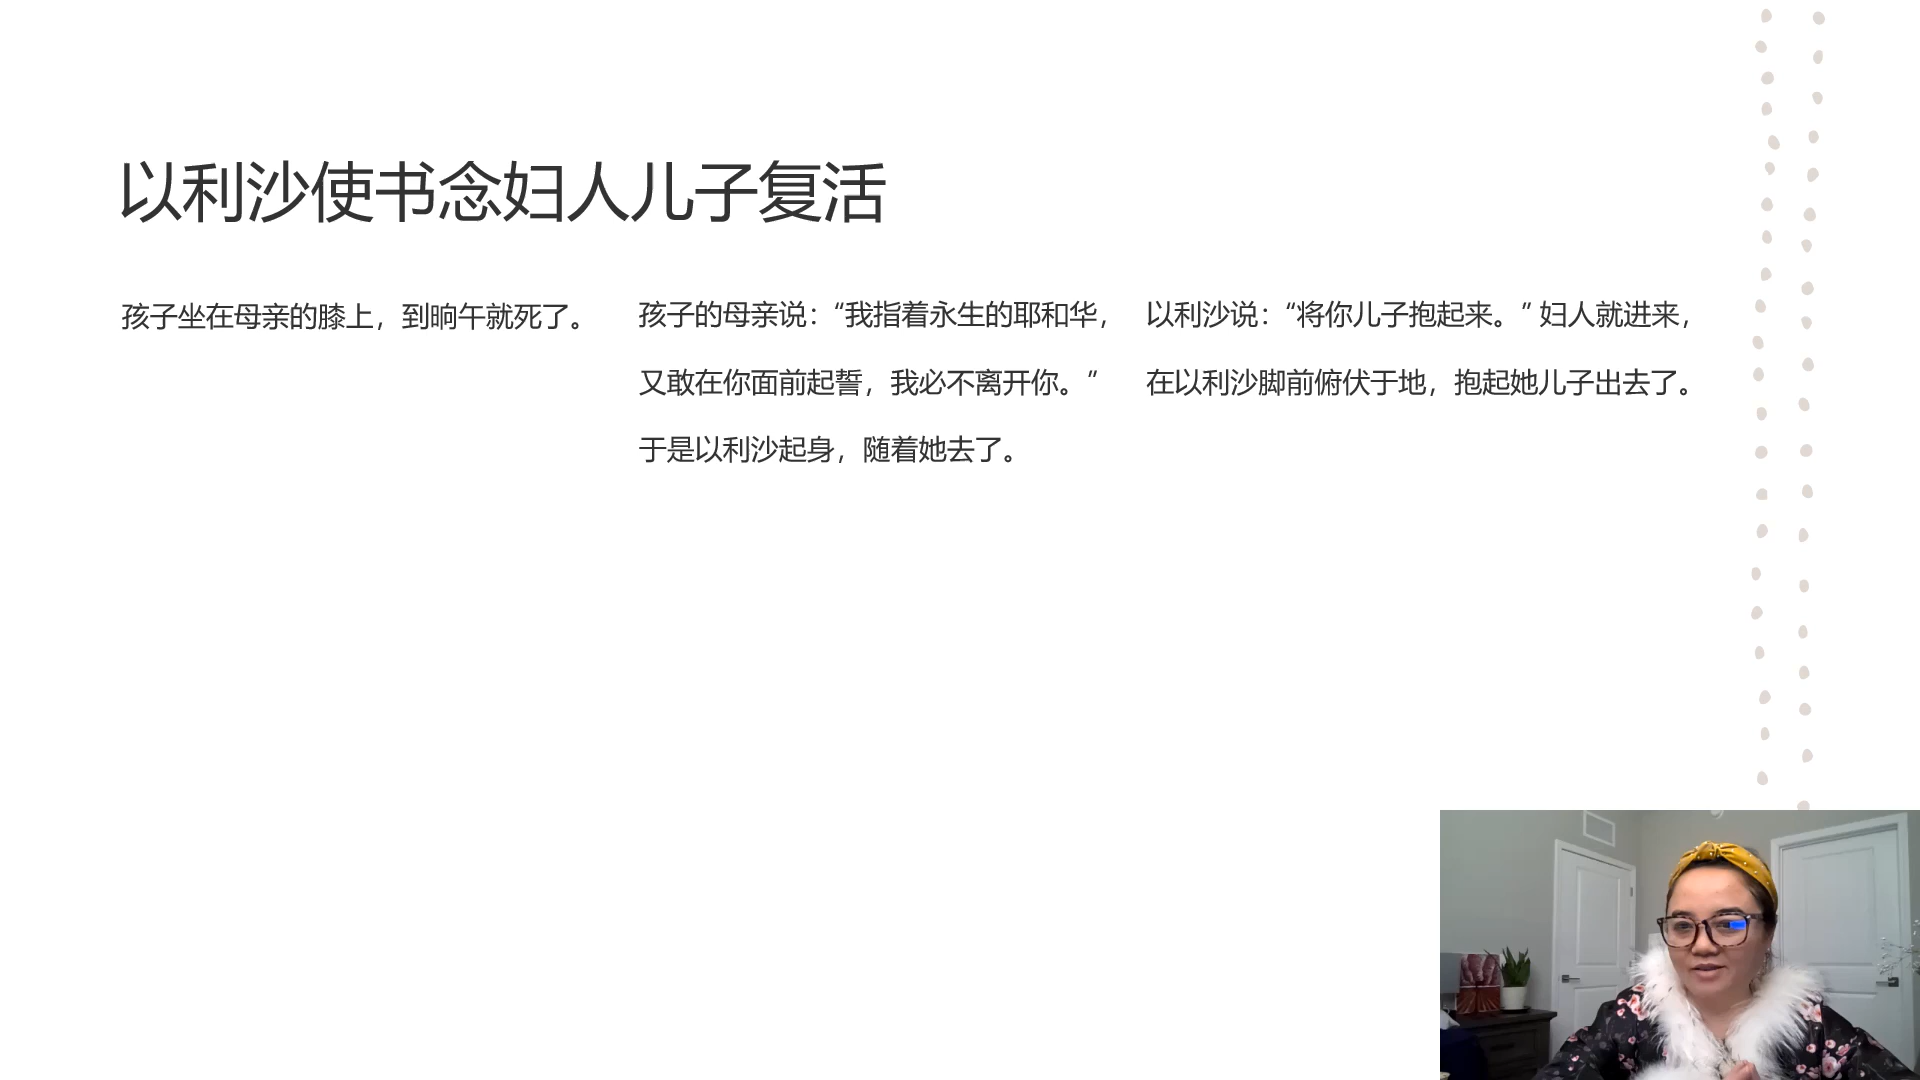 以利沙使书念妇人儿子复活
孩子坐在母亲的膝上，到晌午就死了。
孩子的母亲说：“我指着永生的耶和华，
又敢在你面前起誓，我必不离开你。”
于是以利沙起身，随着她去了。
以利沙说：“将你儿子抱起来。” 妇人就进来，
在以利沙脚前俯伏于地，抱起她儿子出去了。